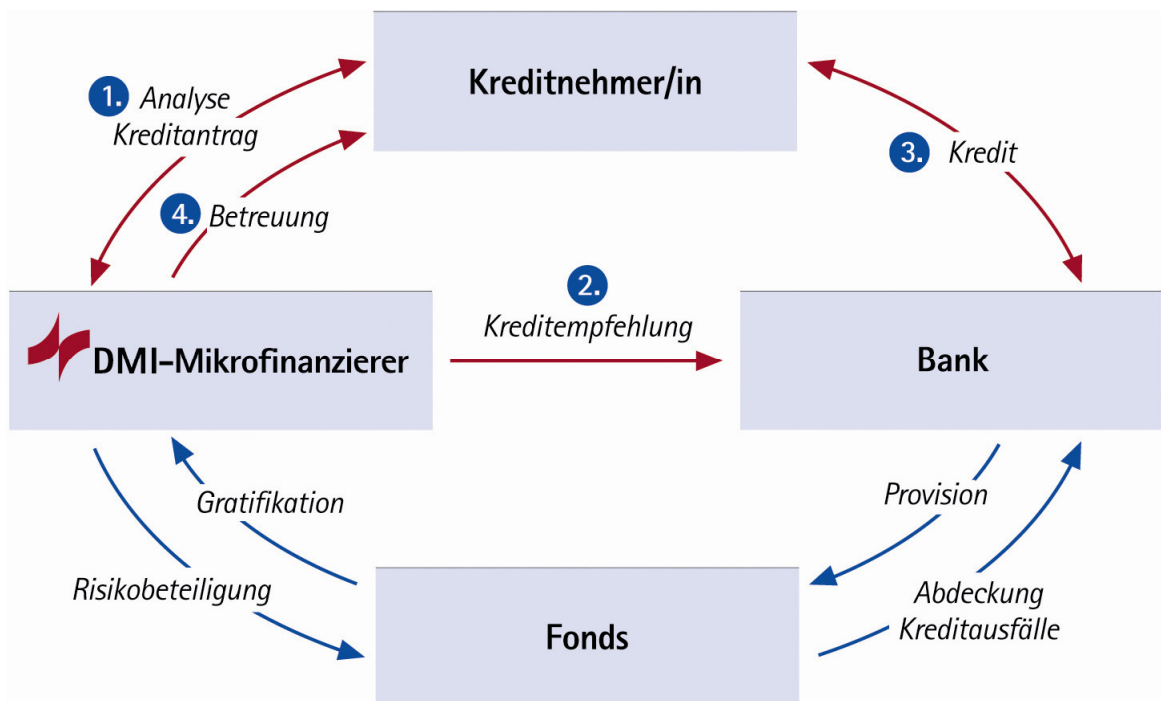 Kreditnehmer/in
1. Analyse
Kreditantrag
3. Kredit
4. Betreuung
2.
Kreditempfehlung
DMI-Mikrofinanzierer
Bank
Gratifikation
Provision
Risikobeteiligung
Abdeckung
Kreditausfälle
Fonds